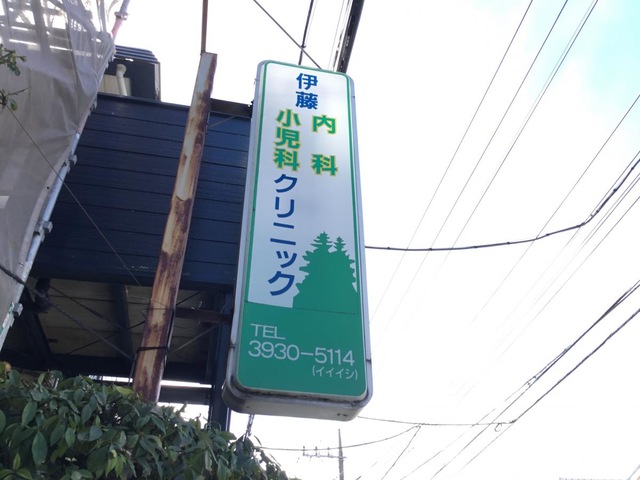 伊藤
内科
小児科
クリニック
TEL
3930-5114
(イイイシ)